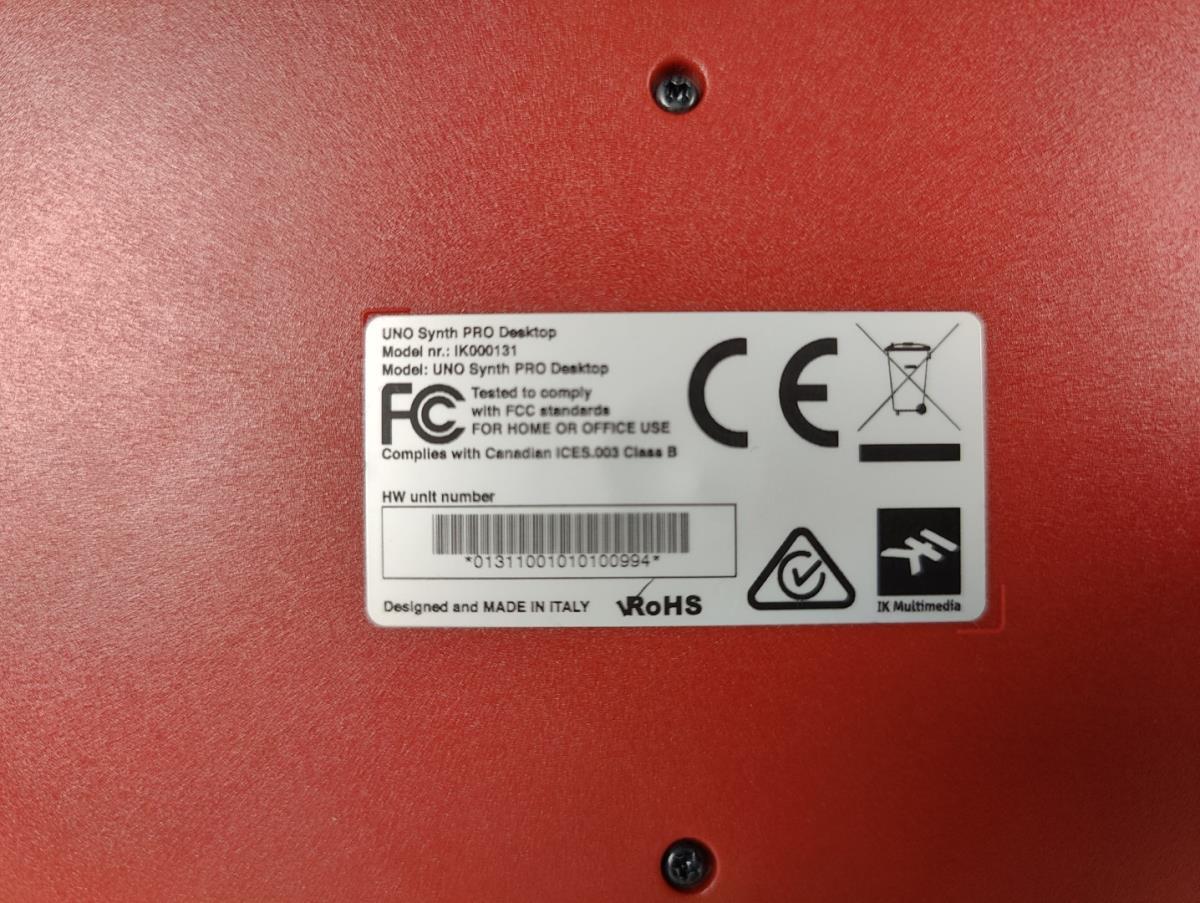 UNO Synth PRO Desktop
Model nr.: IK000131
Model: UNO Synth PRO Desktop
FC Tested to comply
with FCC standards
FOR HOME OR OFFICE USE
Complies with Canadian ICES.003 Class B
CE
HW unit number
*01311001010100994*
Designed and MADE IN ITALY
RoHS
IK Multimedia